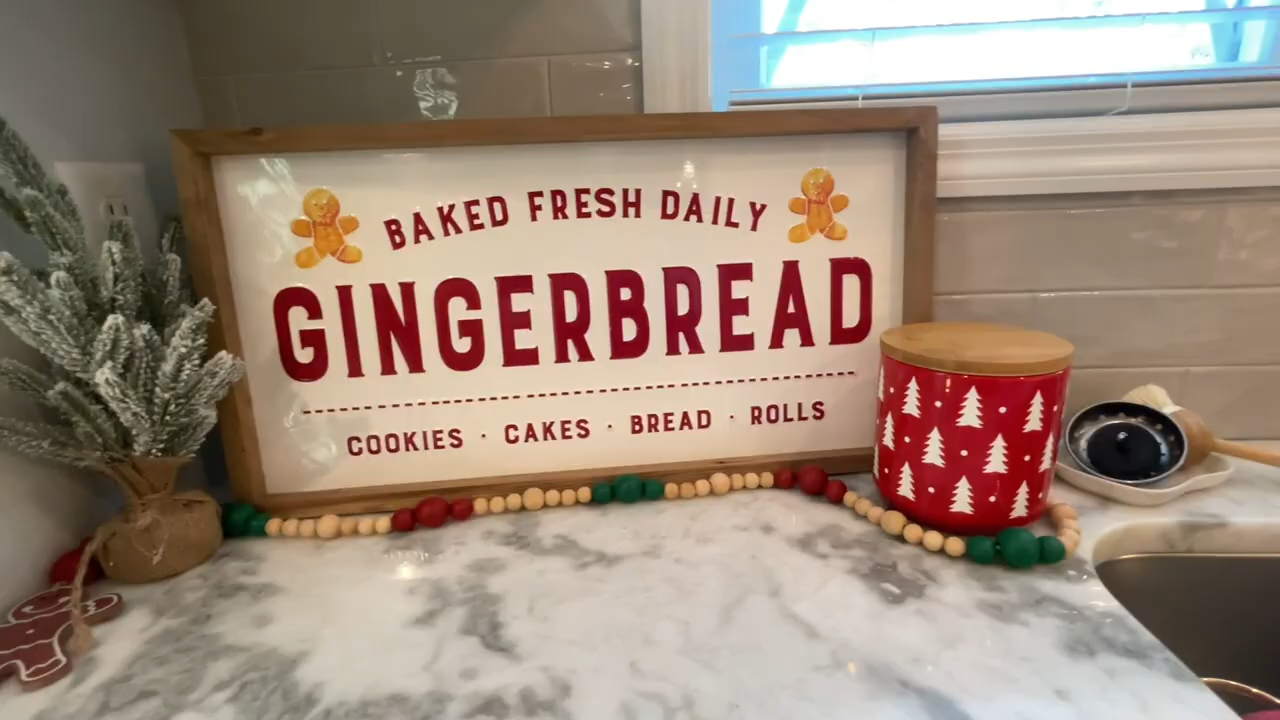 BAKED FRESH DAILY
GINGERBREAD
COOKIES · CAKES · BREAD · ROLLS